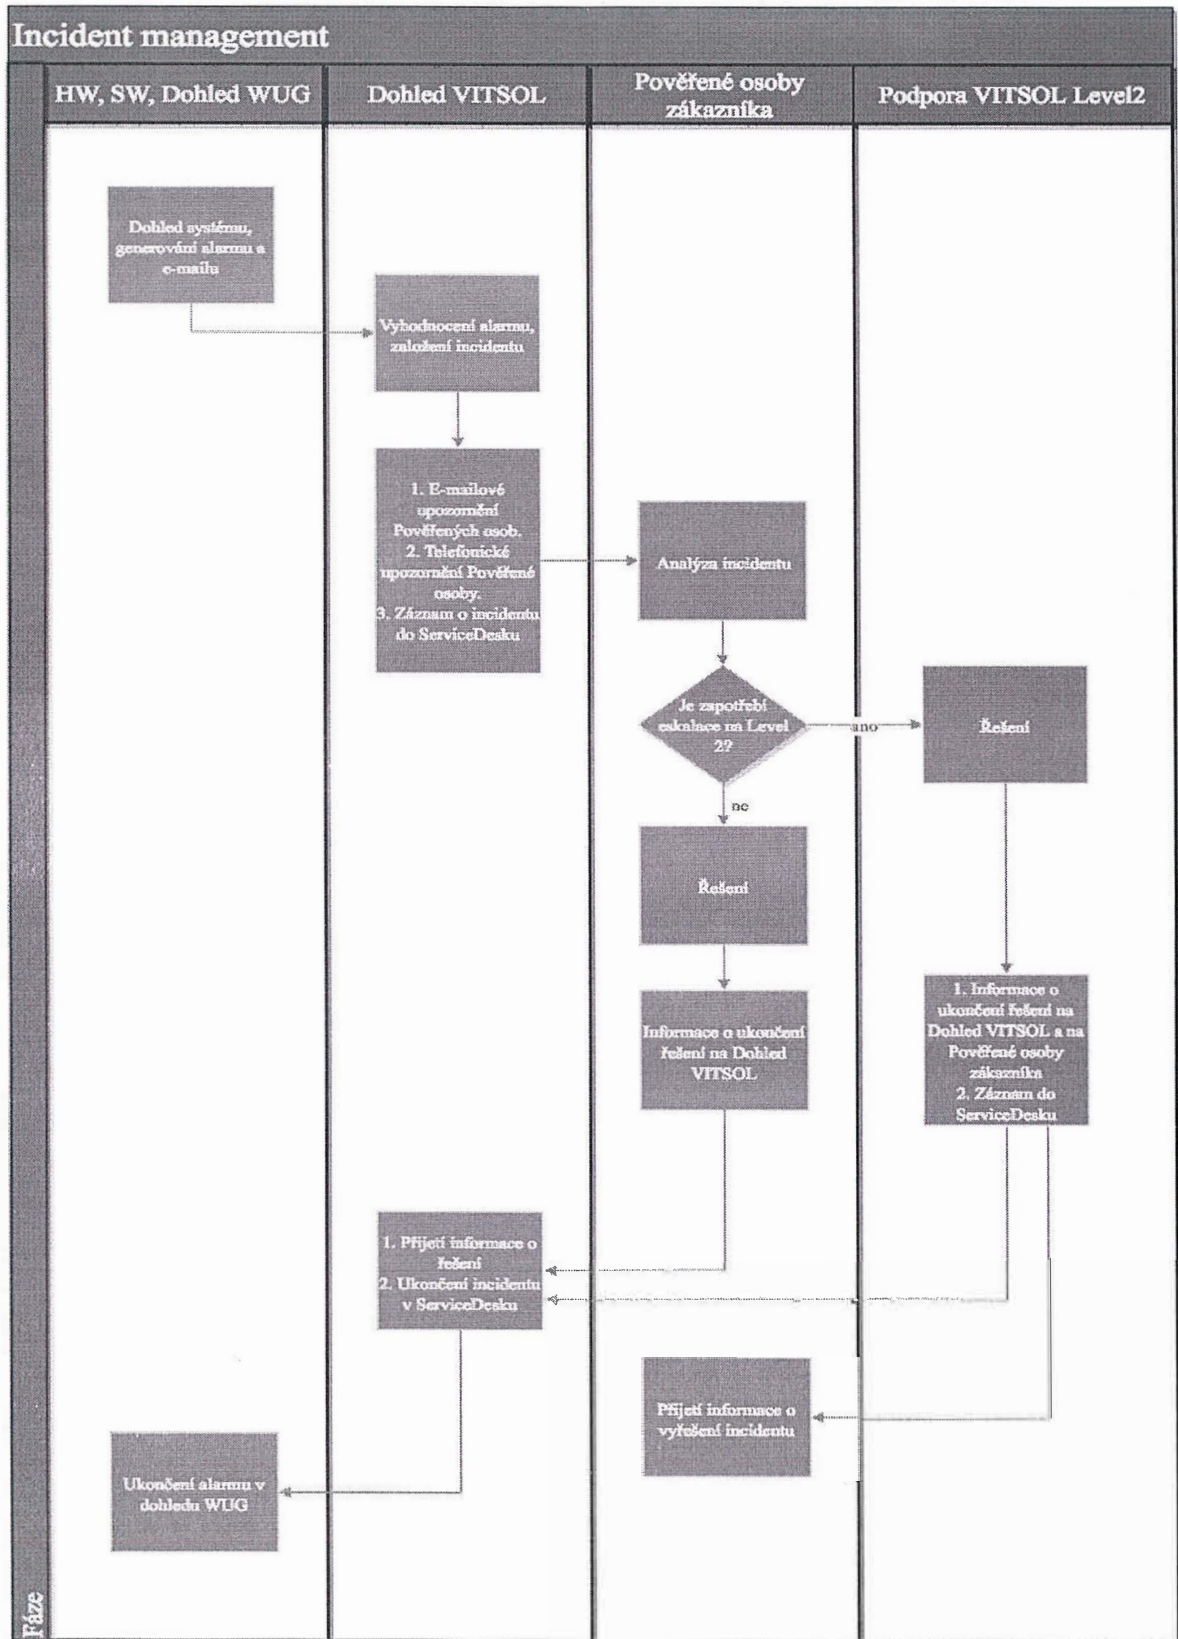 Incident management
HW, SW, Dohled WUG
Dohled VITSOL
Pověřené osoby
zákazníka
Podpora VITSOL Level2
Dohled systému,
generování alarmu a
e-mailu
Vyhodnocení alarmu,
založení incidentu
1. E-mailové
upozornění
Pověřených osob.
2. Telefonické
upozornění Pověřené
osoby.
3. Záznam o incidentu
do ServiceDesku
Analýza incidentu
Je zapotřebí
eskalace na Level
2?
ano
Řešení
ne
Řešení
Informace o ukončení
řešení na Dohled
VITSOL
1. Informace o
ukončení řešení na
Dohled VITSOL a na
Pověřené osoby
zákazníka
2. Záznam do
ServiceDesku
1. Přijetí informace o
řešení
2. Ukončení incidentu
v ServiceDesku
Přijetí informace o
vyřešení incidentu
Ukončení alarmu v
dohledu WUG
Fáze